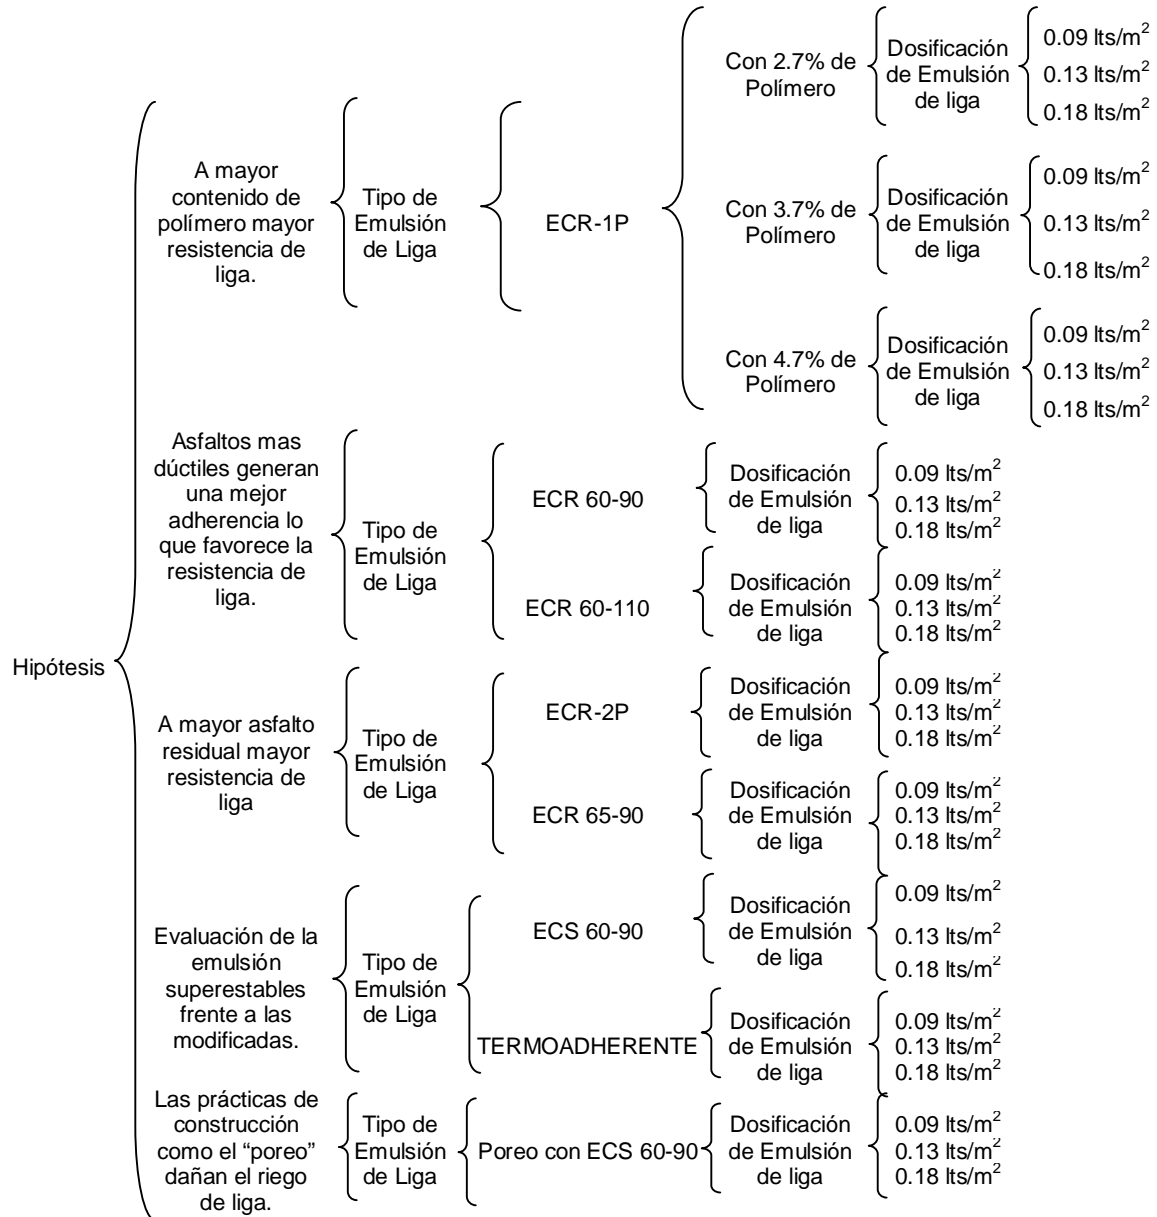 Hipótesis
A mayor
contenido de
polímero mayor
resistencia de
liga.
Tipo de
Emulsión
de Liga
ECR-1P
Con 2.7% de
Polímero
Dosificación
de Emulsión
de liga
0.09 lts/m²
0.13 lts/m²
0.18 lts/m²
Con 3.7% de
Polímero
Dosificación
de Emulsión
de liga
0.09 lts/m²
0.13 lts/m²
0.18 lts/m²
Con 4.7% de
Polímero
Dosificación
de Emulsión
de liga
0.09 lts/m²
0.13 lts/m²
0.18 lts/m²
Asfaltos mas
dúctiles generan
una mejor
adherencia lo
que favorece la
resistencia de
liga.
Tipo de
Emulsión
de Liga
ECR 60-90
Dosificación
de Emulsión
de liga
0.09 lts/m²
0.13 lts/m²
0.18 lts/m²
ECR 60-110
Dosificación
de Emulsión
de liga
0.09 lts/m²
0.13 lts/m²
0.18 lts/m²
A mayor asfalto
residual mayor
resistencia de
liga
Tipo de
Emulsión
de Liga
ECR-2P
Dosificación
de Emulsión
de liga
0.09 lts/m²
0.13 lts/m²
0.18 lts/m²
ECR 65-90
Dosificación
de Emulsión
de liga
0.09 lts/m²
0.13 lts/m²
0.18 lts/m²
Evaluación de la
emulsión
superestables
frente a las
modificadas.
Tipo de
Emulsión
de Liga
ECS 60-90
Dosificación
de Emulsión
de liga
0.09 lts/m²
0.13 lts/m²
0.18 lts/m²
TERMOADHERENTE
Dosificación
de Emulsión
de liga
0.09 lts/m²
0.13 lts/m²
0.18 lts/m²
Las prácticas de
construcción
como el “poreo”
dañan el riego
de liga.
Tipo de
Emulsión
de Liga
Poreo con ECS 60-90
Dosificación
de Emulsión
de liga
0.09 lts/m²
0.13 lts/m²
0.18 lts/m²